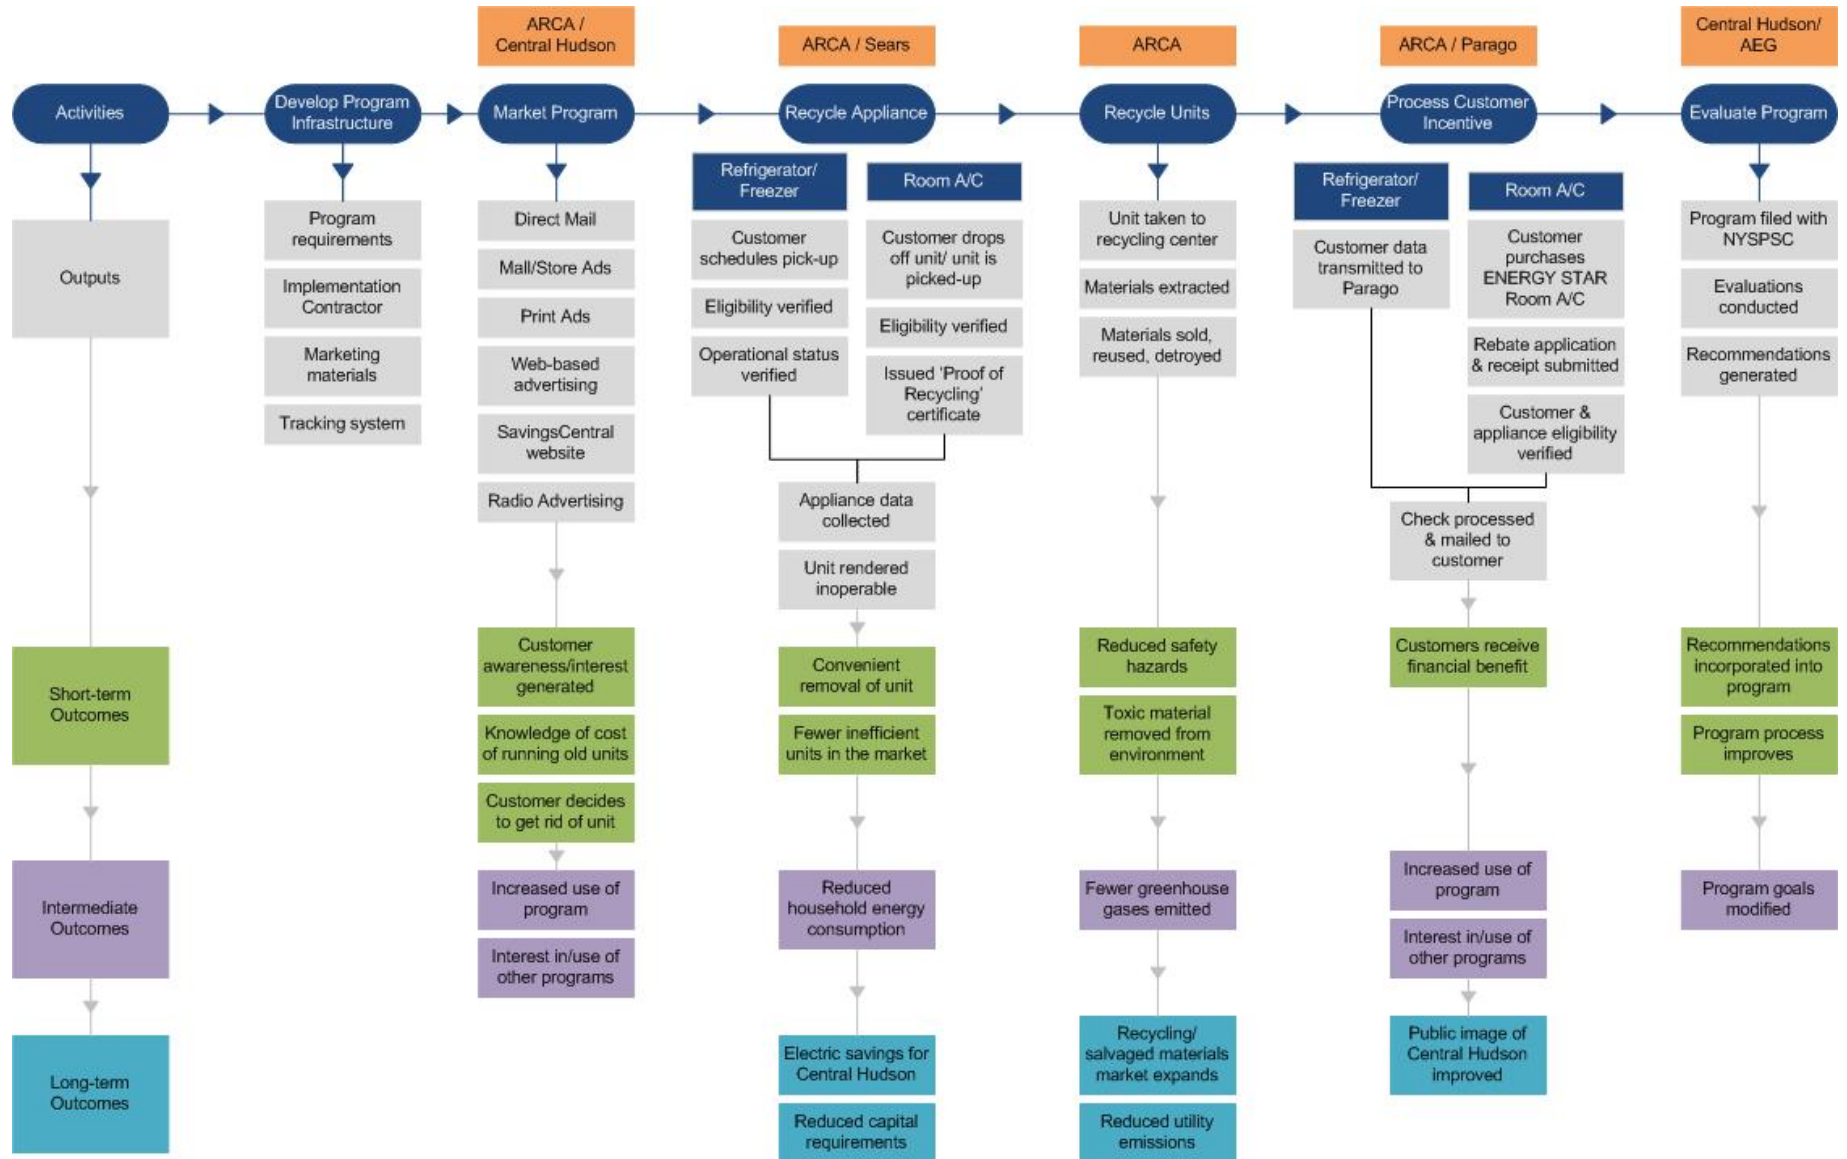 ARCA /
Central Hudson
ARCA / Sears
ARCA
ARCA / Parago
Central Hudson/
AEG
Activities
Develop Program
Infrastructure
Market Program
Recycle Appliance
Recycle Units
Process Customer
Incentive
Evaluate Program
Outputs
Program
requirements
Implementation
Contractor
Marketing
materials
Tracking system
Direct Mail
Mall/Store Ads
Print Ads
Web-based
advertising
SavingsCentral
website
Radio Advertising
Refrigerator/
Freezer
Customer
schedules pick-up
Eligibility verified
Operational status
verified
Room A/C
Customer drops
off unit/ unit is
picked-up
Eligibility verified
Issued ‘Proof of
Recycling’
certificate
Appliance data
collected
Unit rendered
inoperable
Unit taken to
recycling center
Materials extracted
Materials sold,
reused, detroyed
Refrigerator/
Freezer
Customer data
transmitted to
Parago
Room A/C
Customer
purchases
ENERGY STAR
Room A/C
Rebate application
& receipt submitted
Customer &
appliance eligibility
verified
Check processed
& mailed to
customer
Program filed with
NYSPSC
Evaluations
conducted
Recommendations
generated
Short-term
Outcomes
Customer
awareness/interest
generated
Knowledge of cost
of running old units
Customer decides
to get rid of unit
Convenient
removal of unit
Fewer inefficient
units in the market
Reduced safety
hazards
Toxic material
removed from
environment
Customers receive
financial benefit
Recommendations
incorporated into
program
Program process
improves
Intermediate
Outcomes
Increased use of
program
Interest in/use of
other programs
Reduced
household energy
consumption
Fewer greenhouse
gases emitted
Increased use of
program
Interest in/use of
other programs
Program goals
modified
Long-term
Outcomes
Electric savings for
Central Hudson
Reduced capital
requirements
Recycling/
salvaged materials
market expands
Reduced utility
emissions
Public image of
Central Hudson
improved